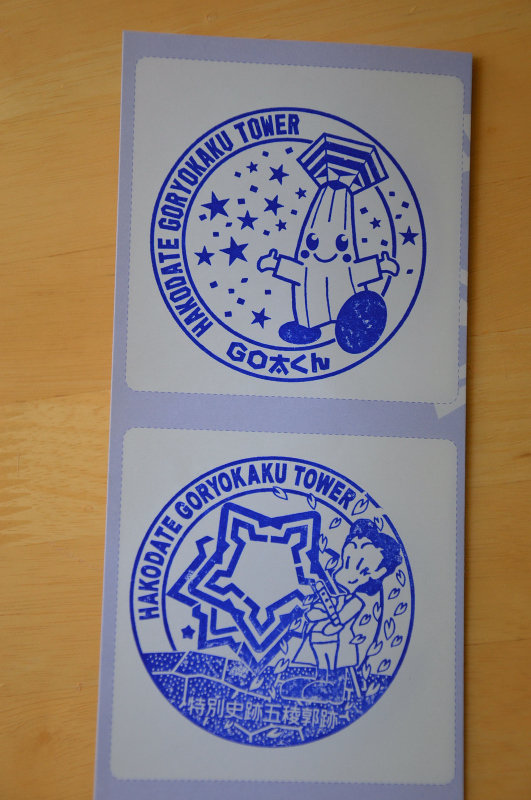 HAKODATE GORYOKAKU TOWER
GO太くん
HAKODATE GORYOKAKU TOWER
特別史跡五稜郭跡